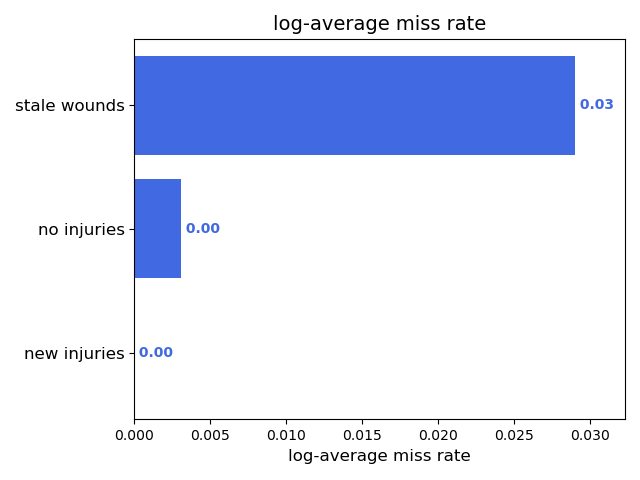 log-average miss rate
stale wounds
0.03
no injuries
0.00
new injuries
0.00
0.000 0.005 0.010 0.015 0.020 0.025 0.030
log-average miss rate